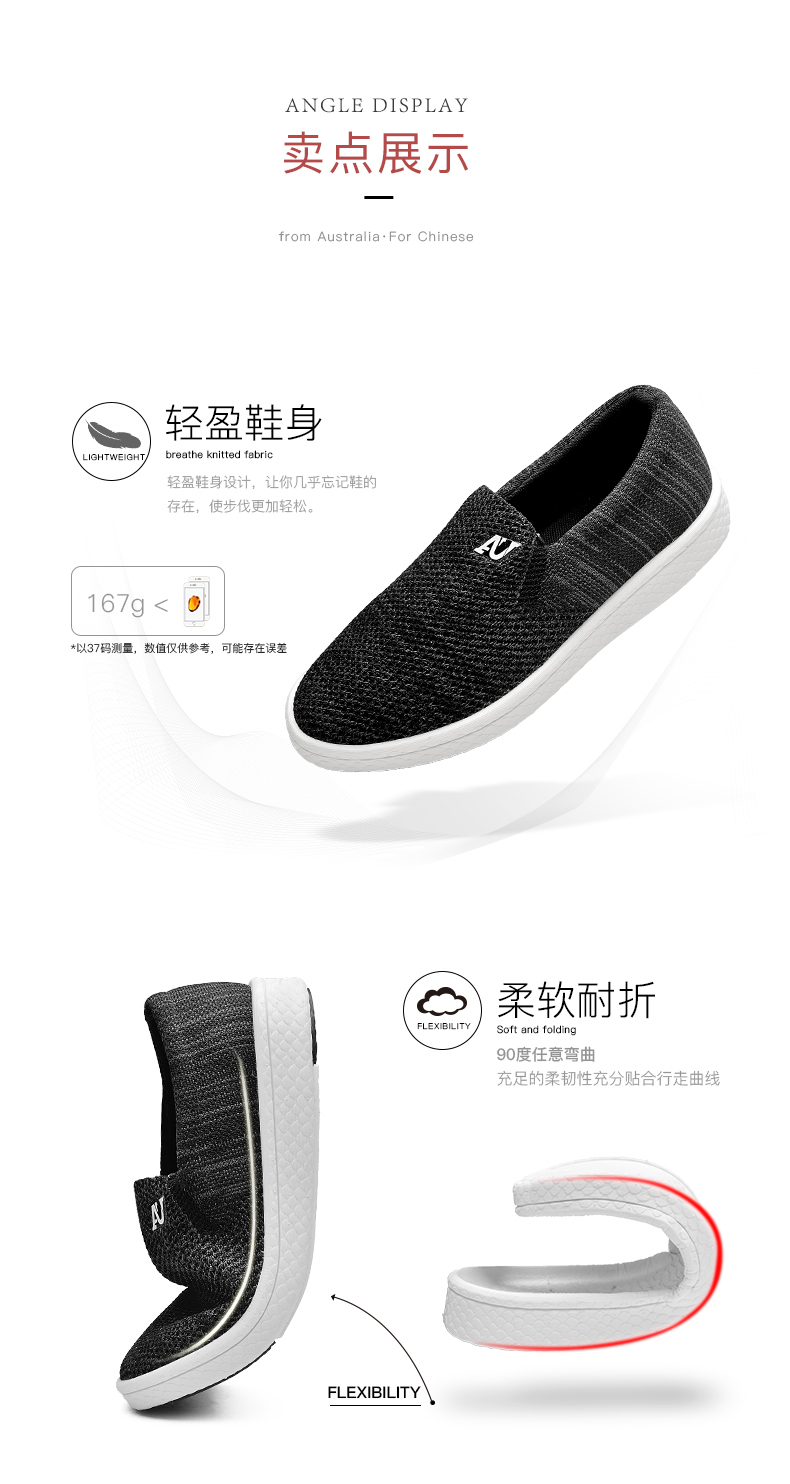 ANGLE DISPLAY
卖点展示
from Australia·For Chinese
轻盈鞋身
LIGHTWEIGHT
breathe knitted fabric
轻盈鞋身设计，让你几乎忘记鞋的
存在，使步伐更加轻松。
AU
167g <
*以37码测量，数值仅供参考，可能存在误差
柔软耐折
FLEXIBILITY
Soft and folding
90度任意弯曲
充足的柔韧性充分贴合行走曲线
AU
FLEXIBILITY